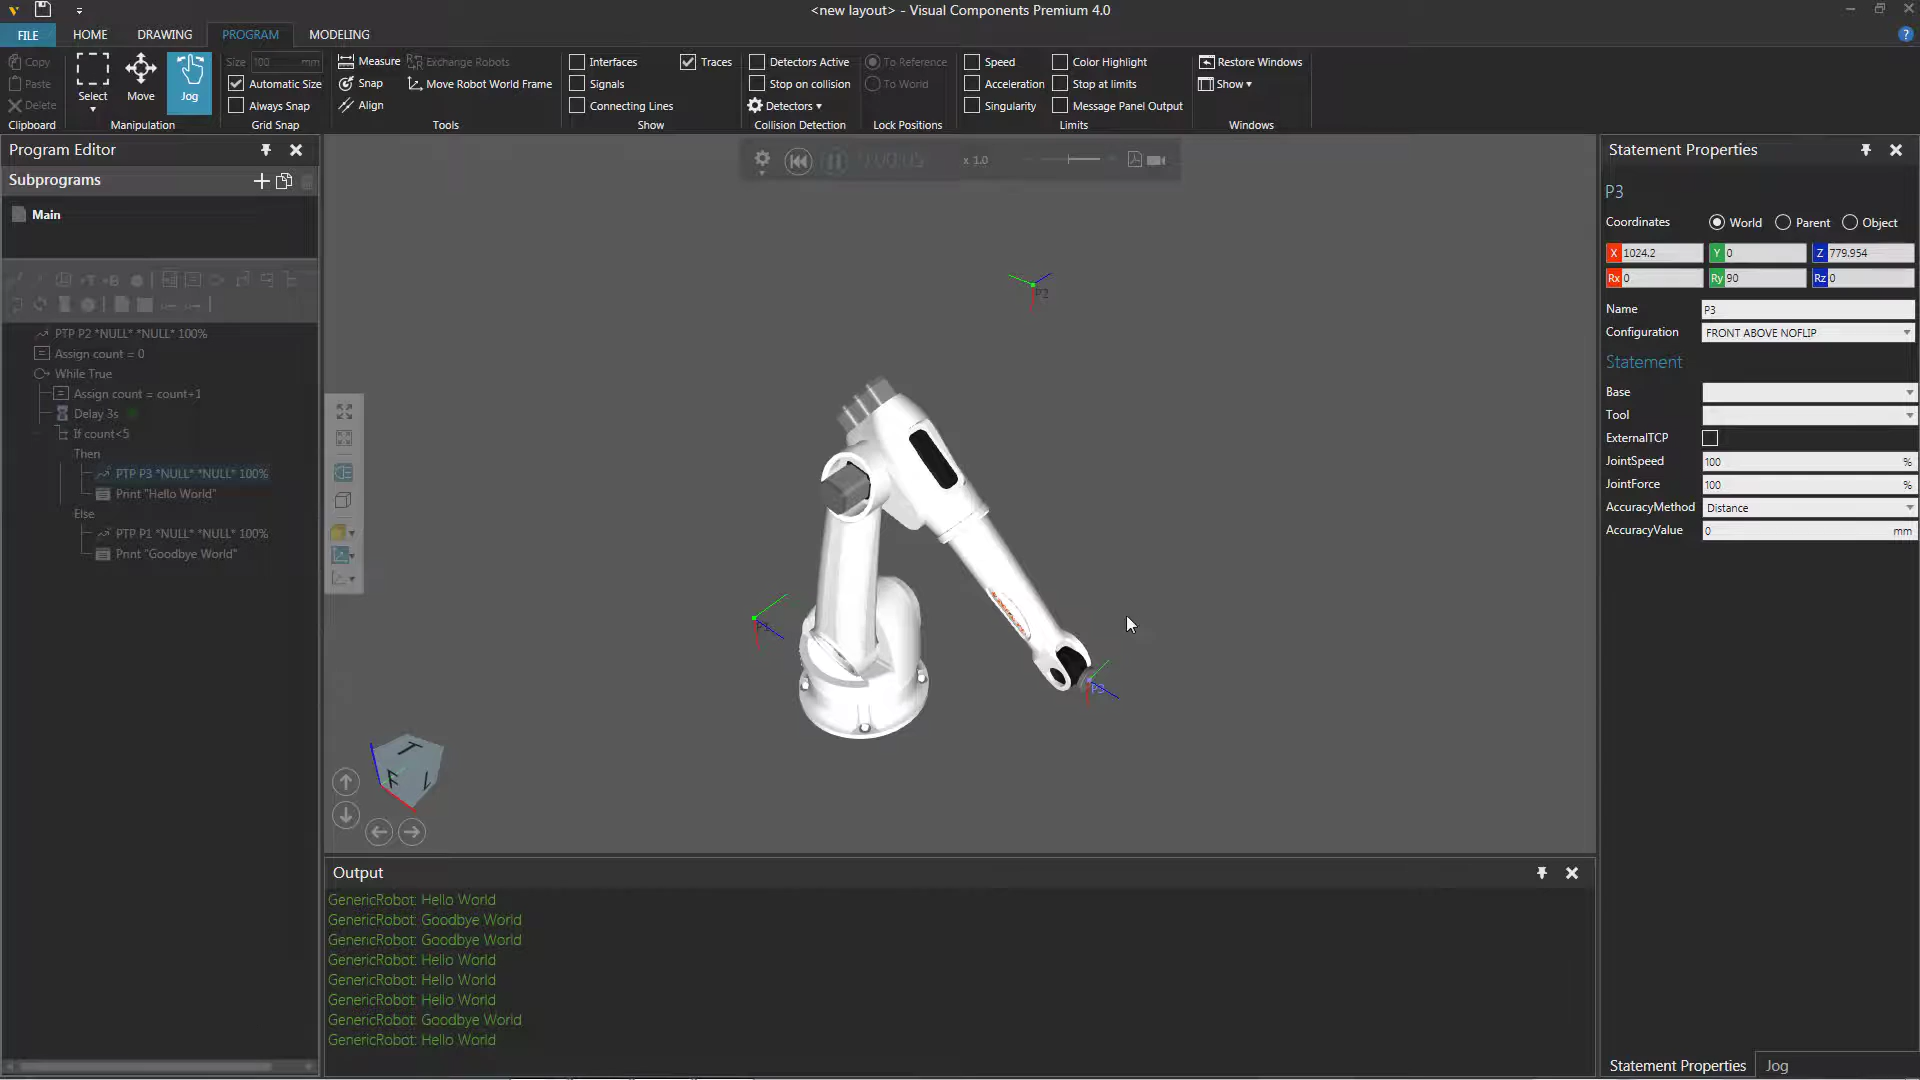 <new layout> - Visual Components Premium 4.0
FILE
HOME
DRAWING
PROGRAM
MODELING
Copy
Paste
Delete
Clipboard
Select
Move
Jog
Manipulation
Size 100 mm
Automatic Size
Always Snap
Grid Snap
Measure
Snap
Align
Exchange Robots
Move Robot World Frame
Tools
Interfaces
Signals
Connecting Lines
Traces
Show
Detectors Active
Stop on collision
Detectors
Collision Detection
To Reference
To World
Lock Positions
Speed
Acceleration
Singularity
Color Highlight
Stop at limits
Message Panel Output
Limits
Restore Windows
Show
Windows
Program Editor
Subprograms
Main
PTP P2 *NULL* *NULL* 100%
Assign count = 0
While True
Assign count = count+1
Delay 3s
If count<5
Then
PTP P3 *NULL* *NULL* 100%
Print "Hello World"
Else
PTP P1 *NULL* *NULL* 100%
Print "Goodbye World"
x 1.0
P2
P1
P3
T
F
L
Output
GenericRobot: Hello World
GenericRobot: Goodbye World
GenericRobot: Goodbye World
GenericRobot: Hello World
GenericRobot: Hello World
GenericRobot: Hello World
GenericRobot: Goodbye World
GenericRobot: Hello World
Statement Properties
P3
Coordinates World Parent Object
X 1024.2 Y 0 Z 779.954
Rx 0 Ry 90 Rz 0
Name P3
Configuration FRONT ABOVE NOFLIP
Statement
Base
Tool
ExternalTCP
JointSpeed 100 %
JointForce 100 %
AccuracyMethod Distance
AccuracyValue 0 mm
Statement Properties
Jog